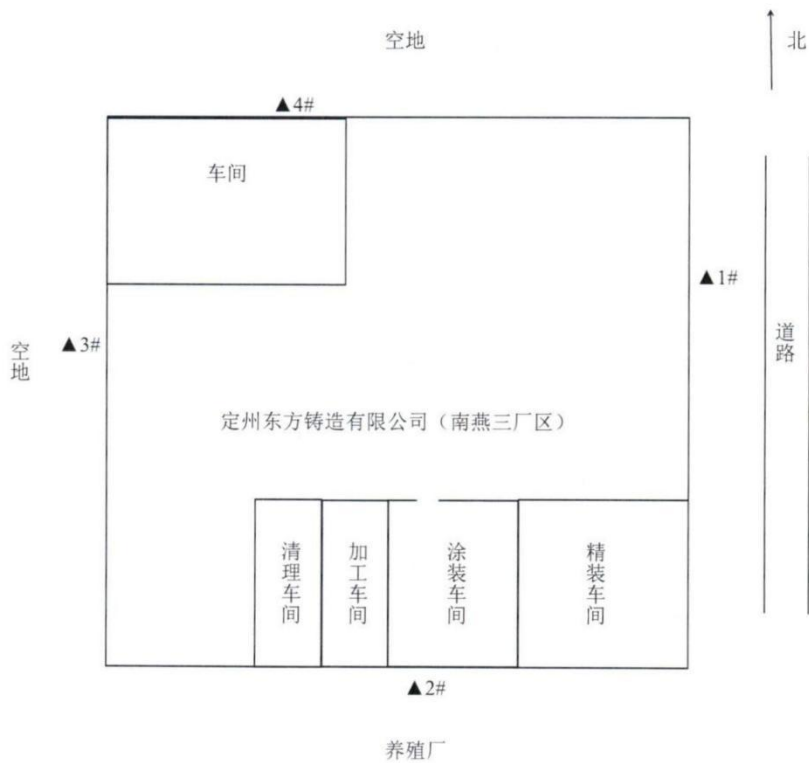 空地
北
▲4#
车间
▲1#
▲3#
空地
道路
定州东方铸造有限公司（南燕三厂区）
清理车间
加工车间
涂装车间
精装车间
▲2#
养殖厂